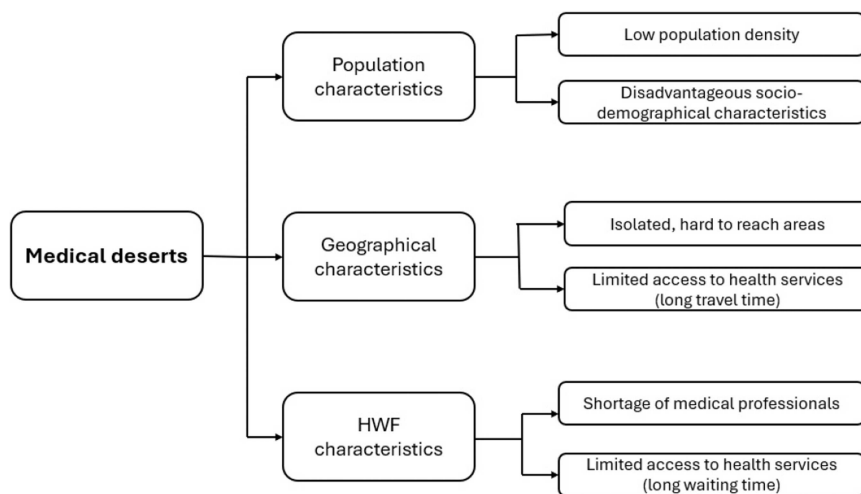 Low population density
Population
characteristics
Disadvantageous socio-
demographical characteristics
Isolated, hard to reach areas
Medical deserts
Geographical
characteristics
Limited access to health services
(long travel time)
Shortage of medical professionals
HWF
characteristics
Limited access to health services
(long waiting time)